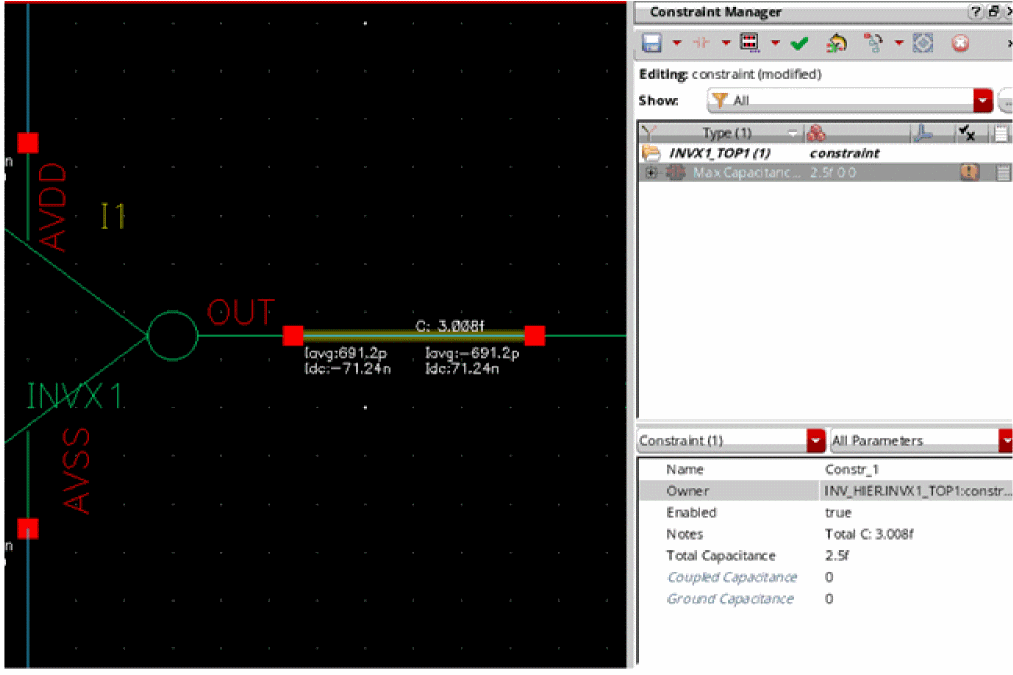 AVDD
I1
OUT
C: 3.008f
Iavg:691.2p Iavg:-691.2p
Idc:-71.24n Idc:71.24n
INVX1
AVSS
n
n
Constraint Manager
Editing: constraint (modified)
Show: All
Type (1)
INVX1_TOP1 (1) constraint
Max Capacitanc... 2.5f 0 0
Constraint (1) All Parameters
Name Constr_1
Owner INV_HIER.INVX1_TOP1:constr...
Enabled true
Notes Total C: 3.008f
Total Capacitance 2.5f
Coupled Capacitance 0
Ground Capacitance 0